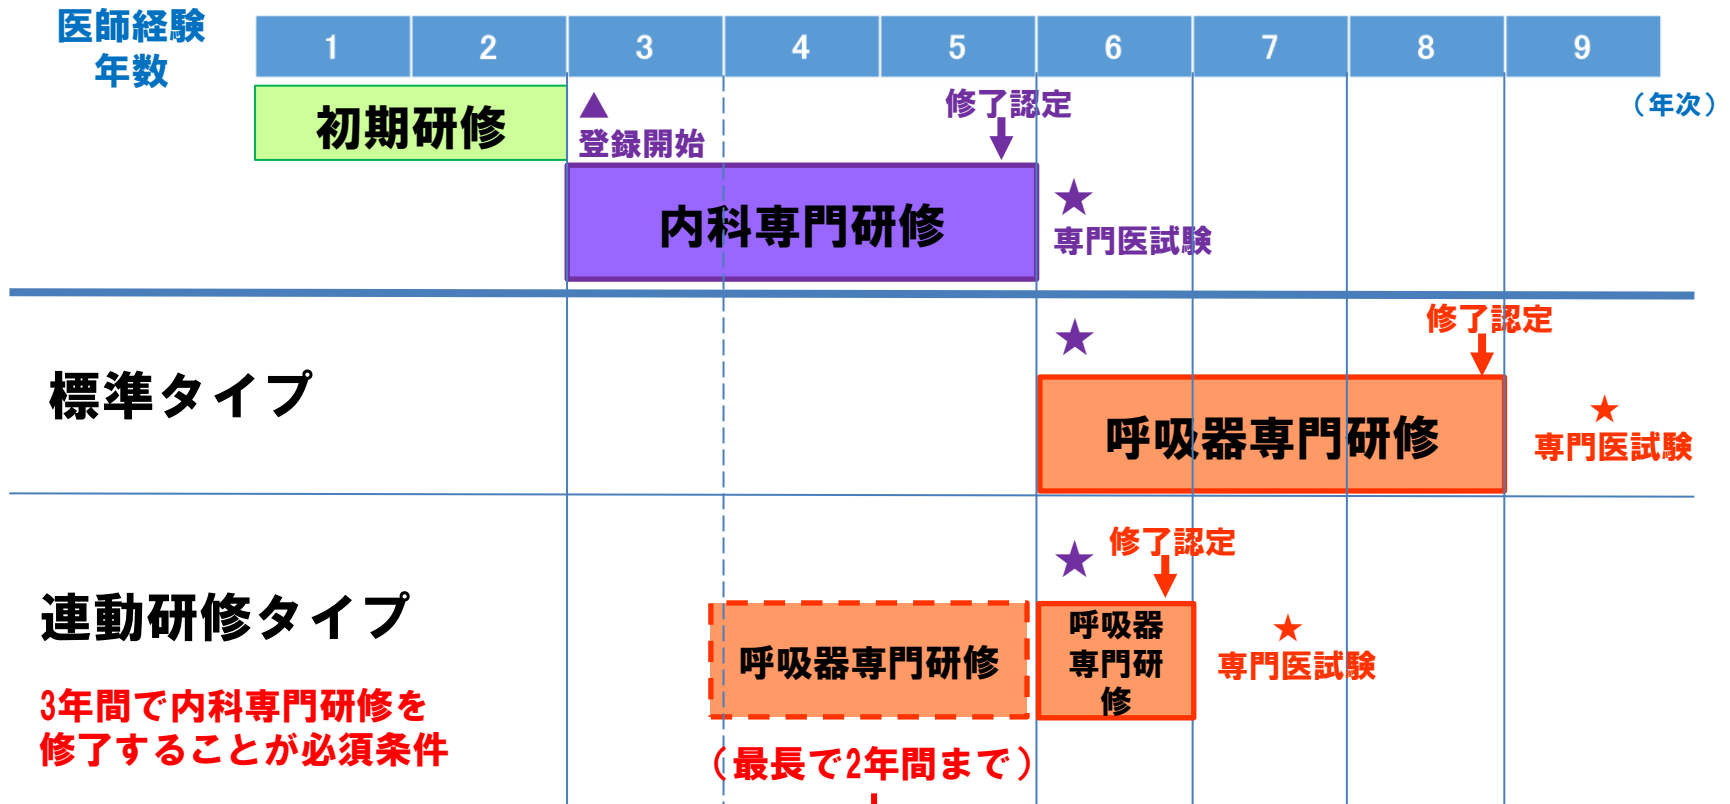 医師経験
年数
1 2 3 4 5 6 7 8 9
（年次）
初期研修
▲
登録開始
修了認定
内科専門研修
★
専門医試験
標準タイプ
★
修了認定
呼吸器専門研修
★
専門医試験
連動研修タイプ
3年間で内科専門研修を
修了することが必須条件
★
修了認定
呼吸器専門研修
呼吸器
専門研
修
★
専門医試験
（最長で2年間まで）